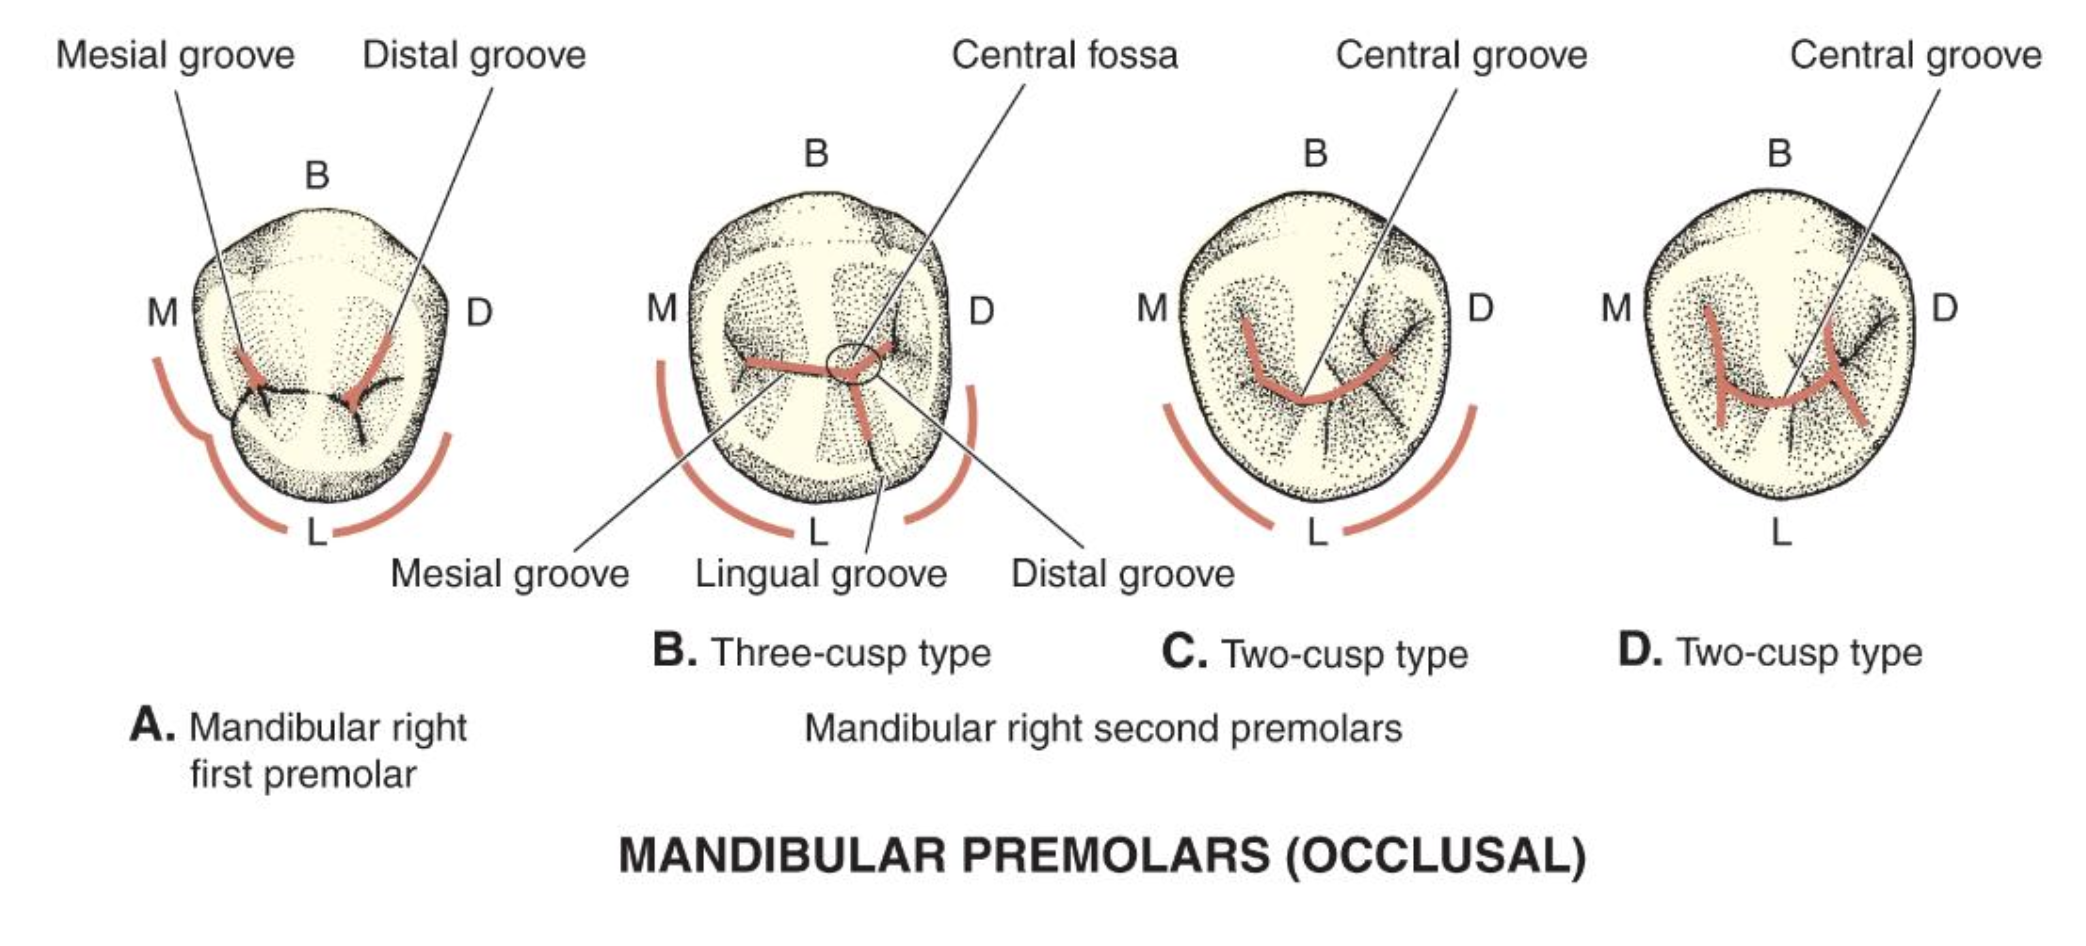 Mesial groove Distal groove Central fossa Central groove Central groove
B B B B
M D M D M D M D
L L L L
Mesial groove Lingual groove Distal groove
B. Three-cusp type C. Two-cusp type D. Two-cusp type
A. Mandibular right Mandibular right second premolars
first premolar
MANDIBULAR PREMOLARS (OCCLUSAL)